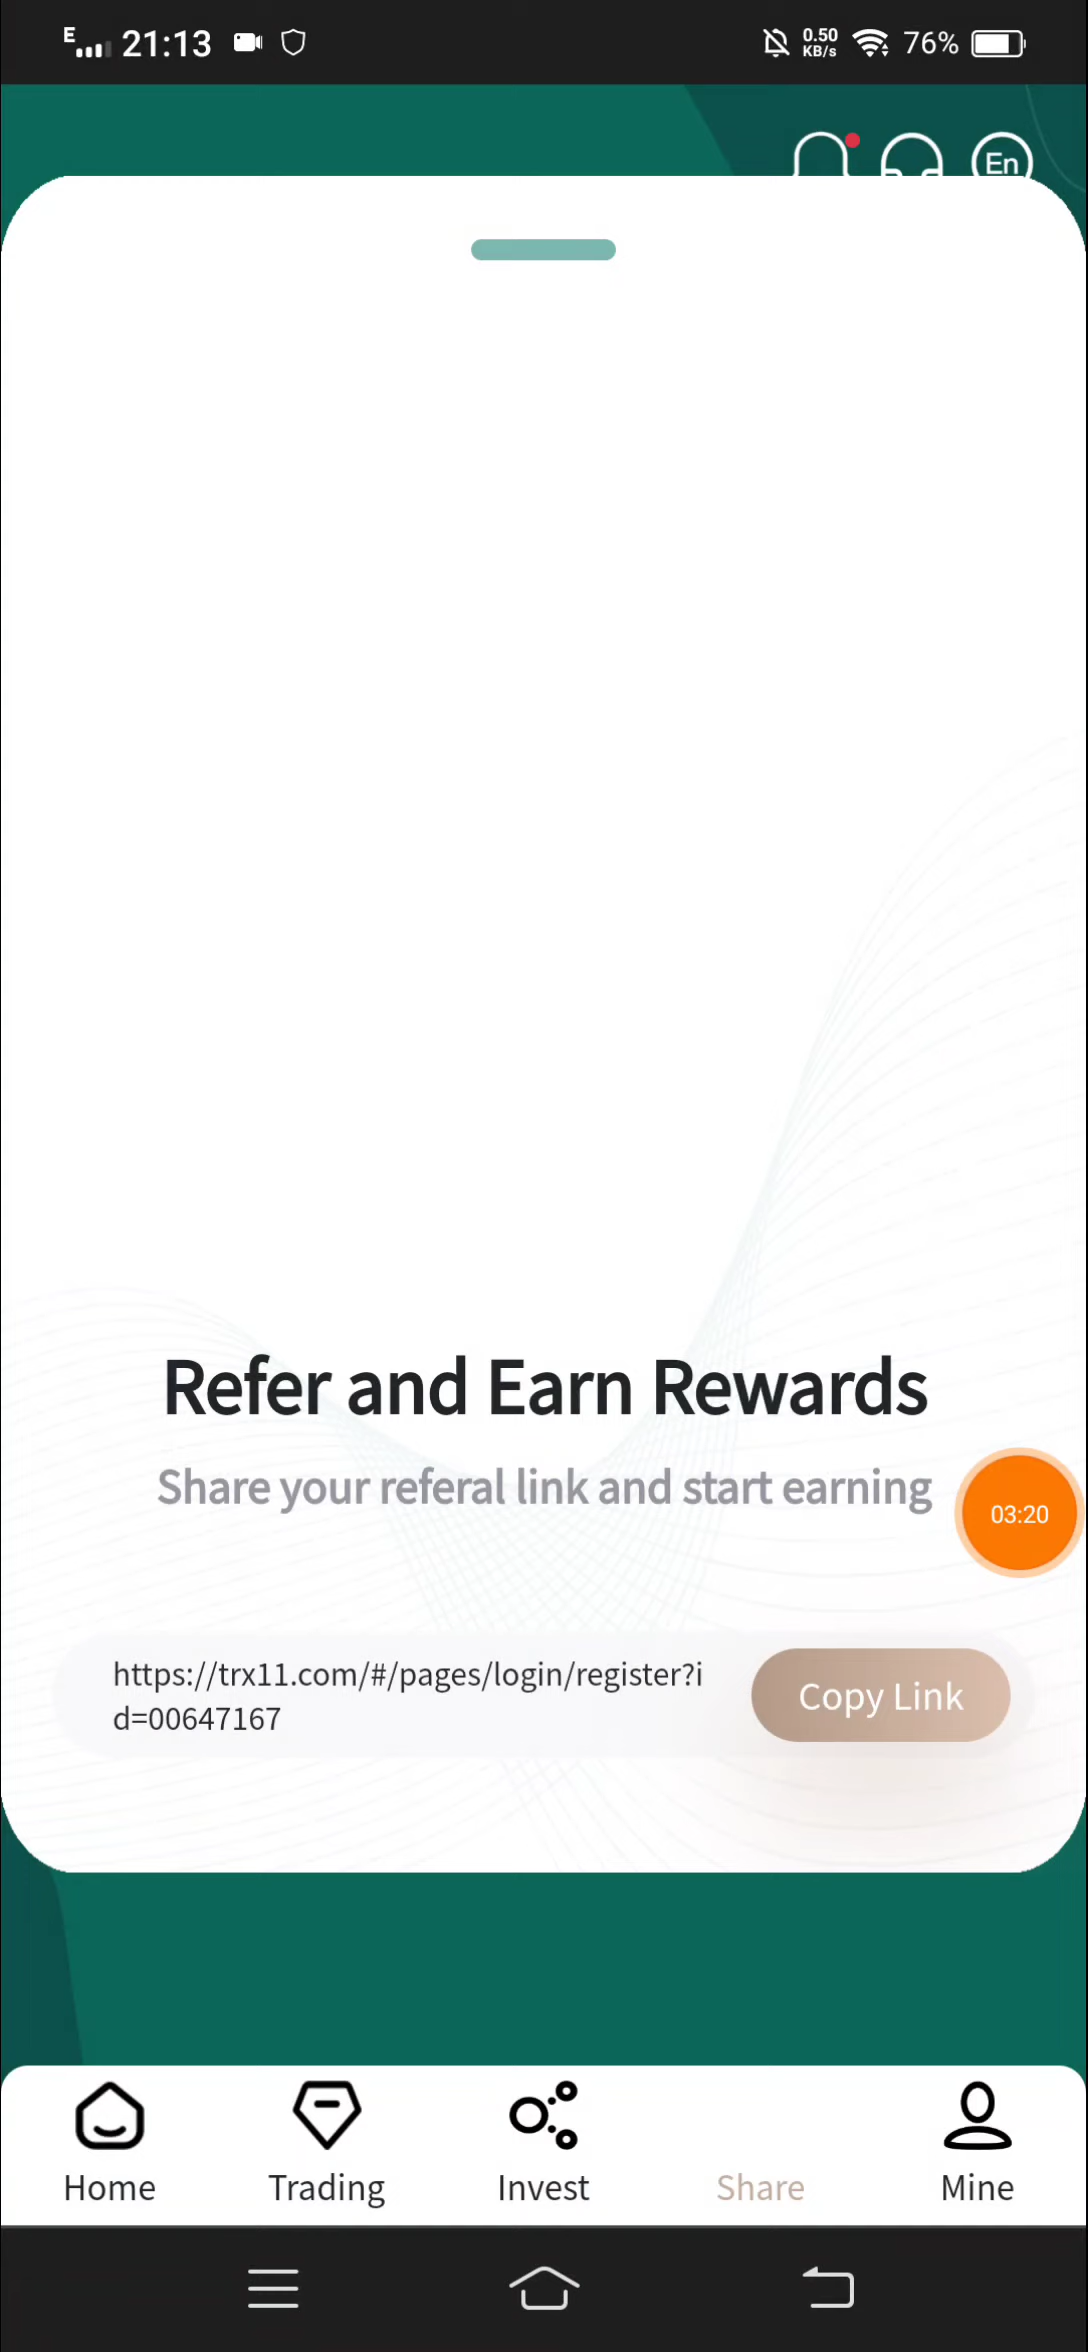 E 21:13 0.50 KB/s 76%
En
Refer and Earn Rewards
Share your referal link and start earning
03:20
https://trx11.com/#/pages/login/register?i
d=00647167
Copy Link
Home Trading Invest Share Mine